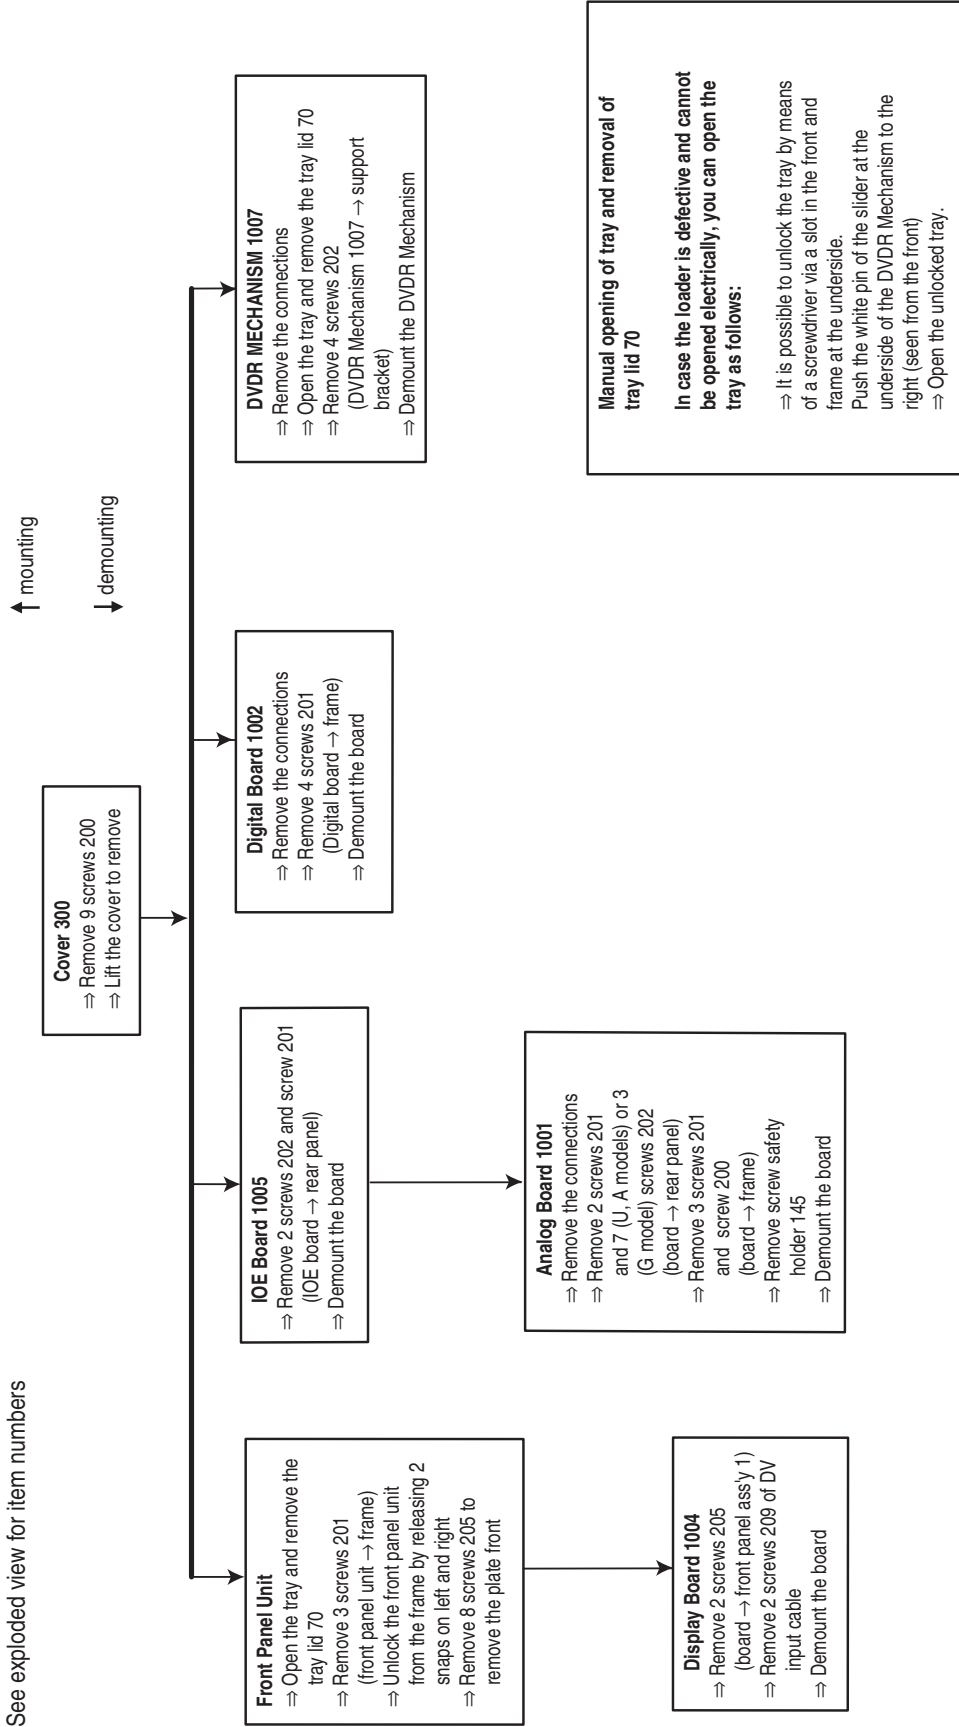 See exploded view for item numbers
↑ mounting
↓ demounting
Cover 300
⇒ Remove 9 screws 200
⇒ Lift the cover to remove
Front Panel Unit
⇒ Open the tray and remove the
tray lid 70
⇒ Remove 3 screws 201
(front panel unit → frame)
⇒ Unlock the front panel unit
from the frame by releasing 2
snaps on left and right
⇒ Remove 8 screws 205 to
remove the plate front
IOE Board 1005
⇒ Remove 2 screws 202 and screw 201
(IOE board → rear panel)
⇒ Demount the board
Digital Board 1002
⇒ Remove the connections
⇒ Remove 4 screws 201
(Digital board → frame)
⇒ Demount the board
DVDR MECHANISM 1007
⇒ Remove the connections
⇒ Open the tray and remove the tray lid 70
⇒ Remove 4 screws 202
(DVDR Mechanism 1007 → support
bracket)
⇒ Demount the DVDR Mechanism
Display Board 1004
⇒ Remove 2 screws 205
(board → front panel ass'y 1)
⇒ Remove 2 screws 209 of DV
input cable
⇒ Demount the board
Analog Board 1001
⇒ Remove the connections
⇒ Remove 2 screws 201
and 7 (U, A models) or 3
(G model) screws 202
(board → rear panel)
⇒ Remove 3 screws 201
and screw 200
(board → frame)
⇒ Remove screw safety
holder 145
⇒ Demount the board
Manual opening of tray and removal of
tray lid 70
In case the loader is defective and cannot
be opened electrically, you can open the
tray as follows:
⇒ It is possible to unlock the tray by means
of a screwdriver via a slot in the front and
frame at the underside.
Push the white pin of the slider at the
underside of the DVDR Mechanism to the
right (seen from the front)
⇒ Open the unlocked tray.